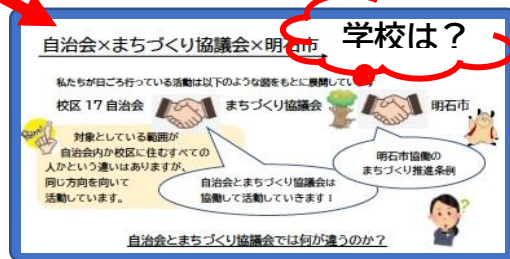 学校は？
自治会×まちづくり協議会×明石市
私たちが日ごろ行っている活動は以下のような図をもとに展開してい
校区 17 自治会
まちづくり協議会
明石市
Point
対象としている範囲が
自治会内か校区に住むすべての
人かという違いはありますが、
同じ方向を向いて
活動しています。
自治会とまちづくり協議会は
協働して活動していきます！
明石市協働の
まちづくり推進条例
自治会とまちづくり協議会では何が違うのか？